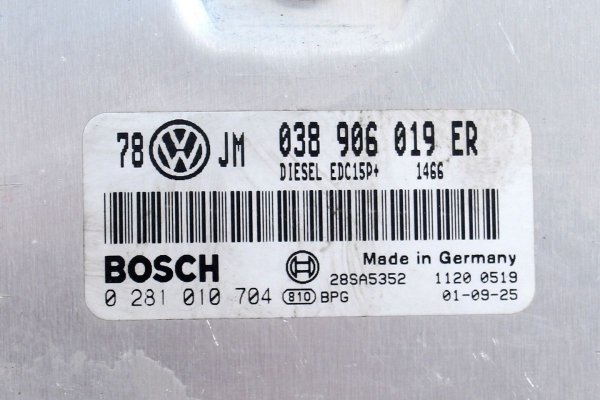 78 VW JM 038 906 019 ER
DIESEL EDC15P+ 1466
BOSCH
Made in Germany
28SA5352 1120 0519
0 281 010 704 810 BPG 01-09-25